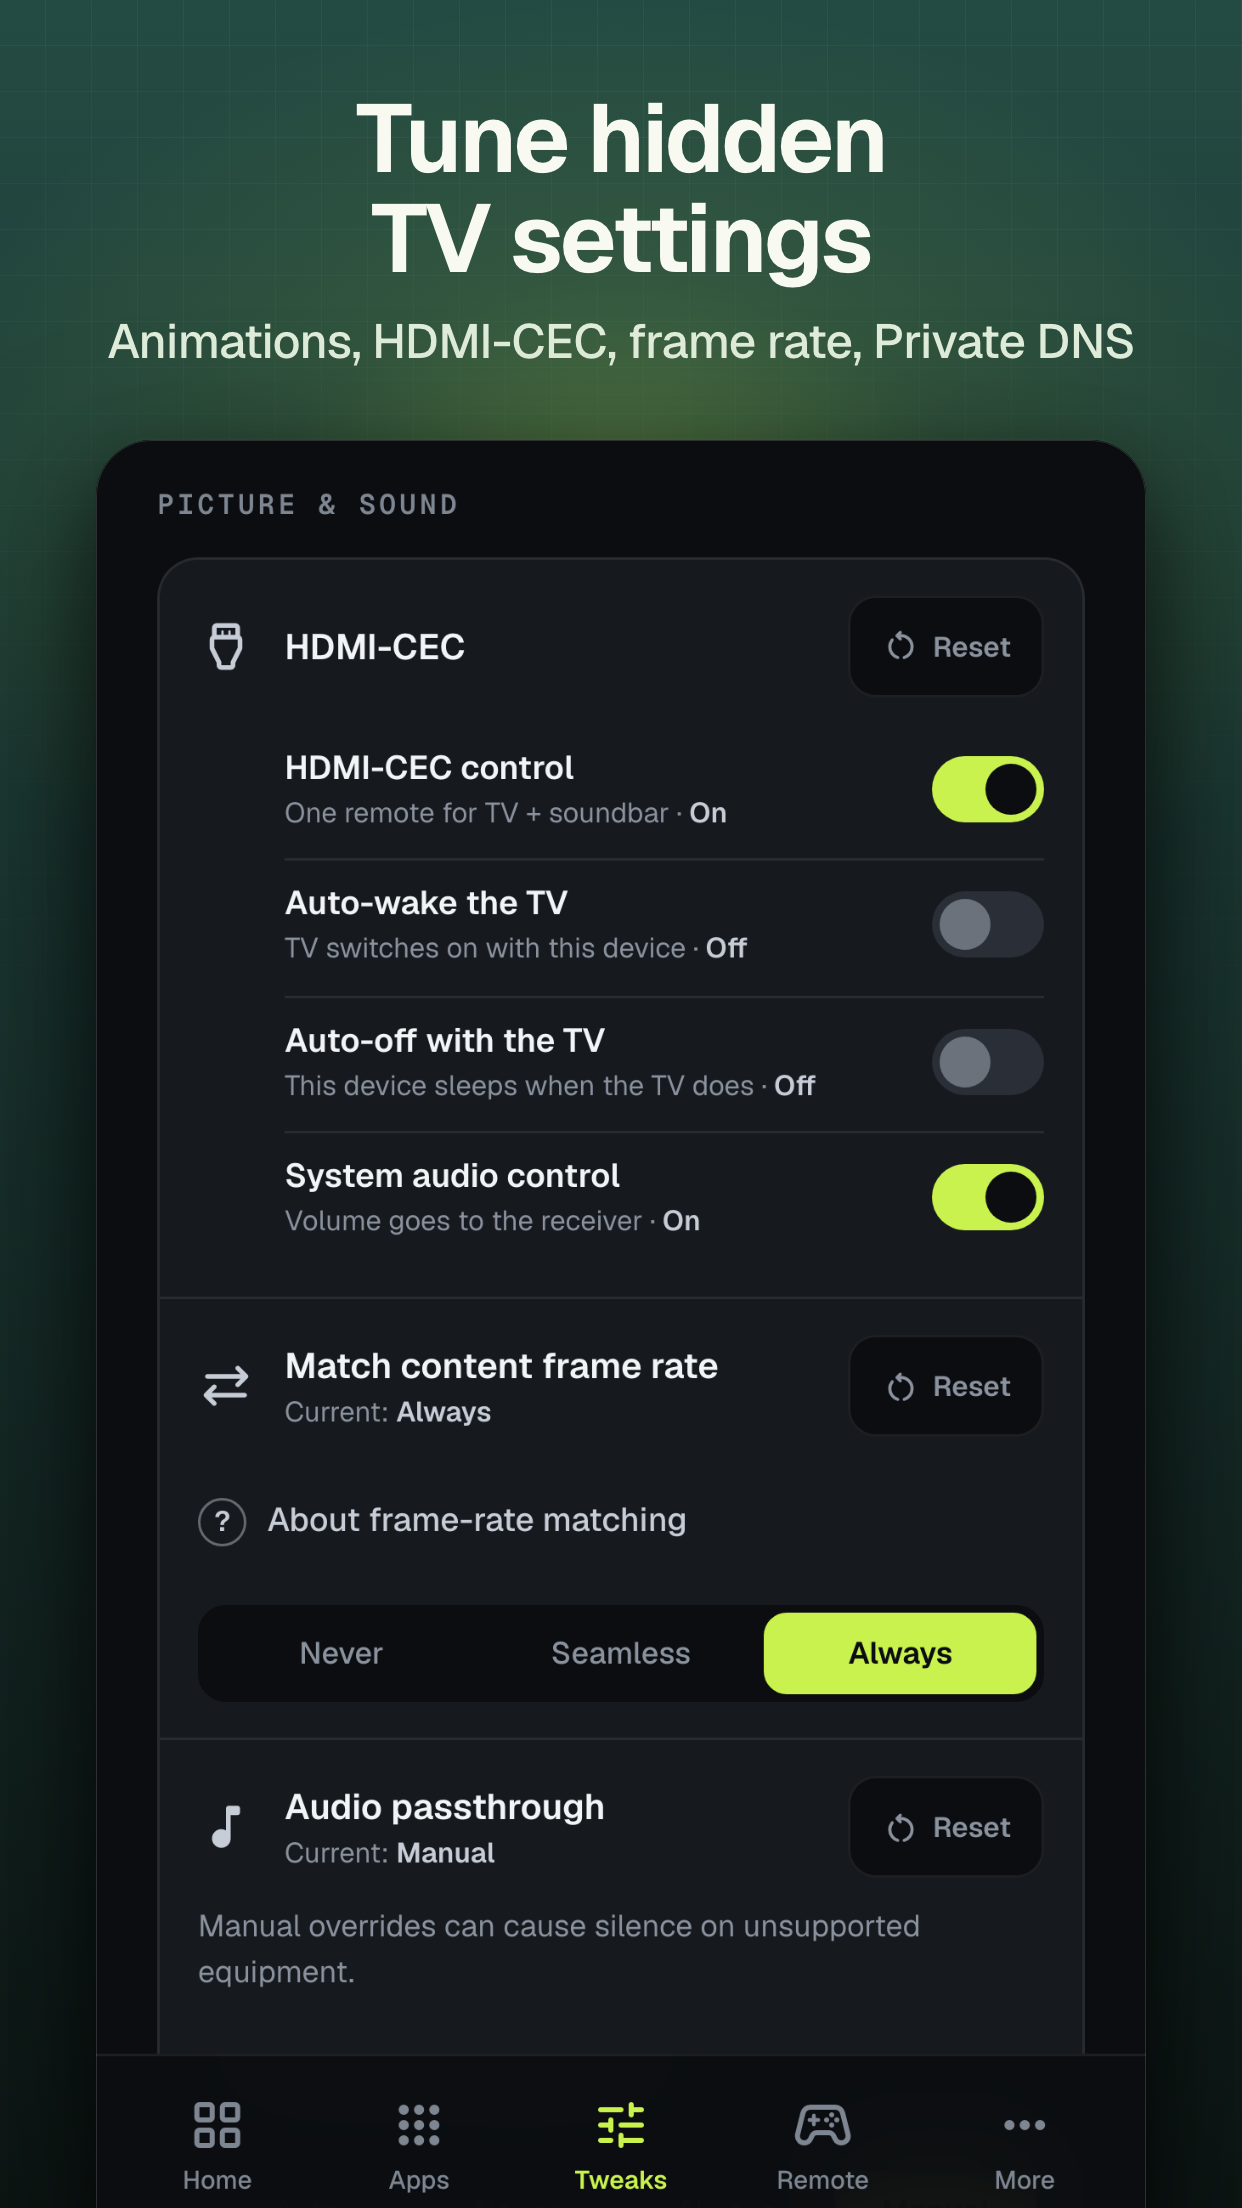 Tune hidden
TV settings
Animations, HDMI-CEC, frame rate, Private DNS
PICTURE & SOUND
HDMI-CEC
Reset
HDMI-CEC control
One remote for TV + soundbar · On
Auto-wake the TV
TV switches on with this device · Off
Auto-off with the TV
This device sleeps when the TV does · Off
System audio control
Volume goes to the receiver · On
Match content frame rate
Current: Always
Reset
? About frame-rate matching
Never Seamless Always
Audio passthrough
Current: Manual
Reset
Manual overrides can cause silence on unsupported
equipment.
Home Apps Tweaks Remote More